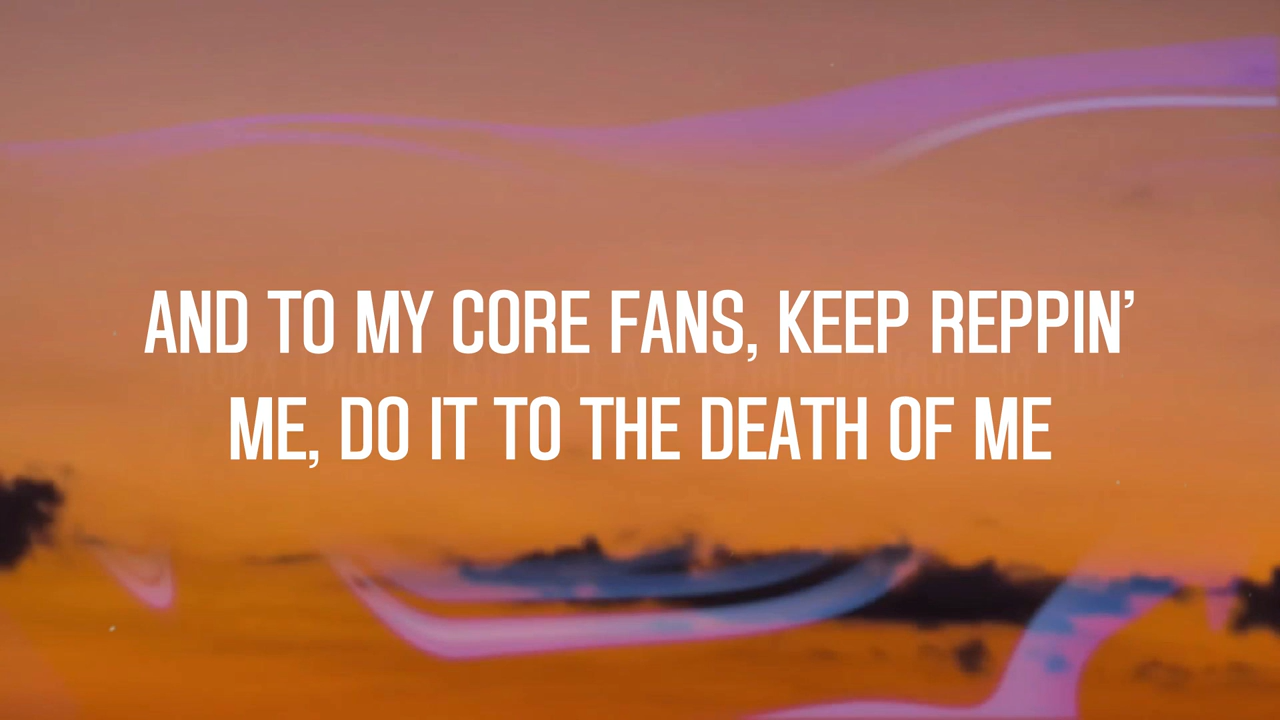 AND TO MY CORE FANS, KEEP REPPIN’
ME, DO IT TO THE DEATH OF ME